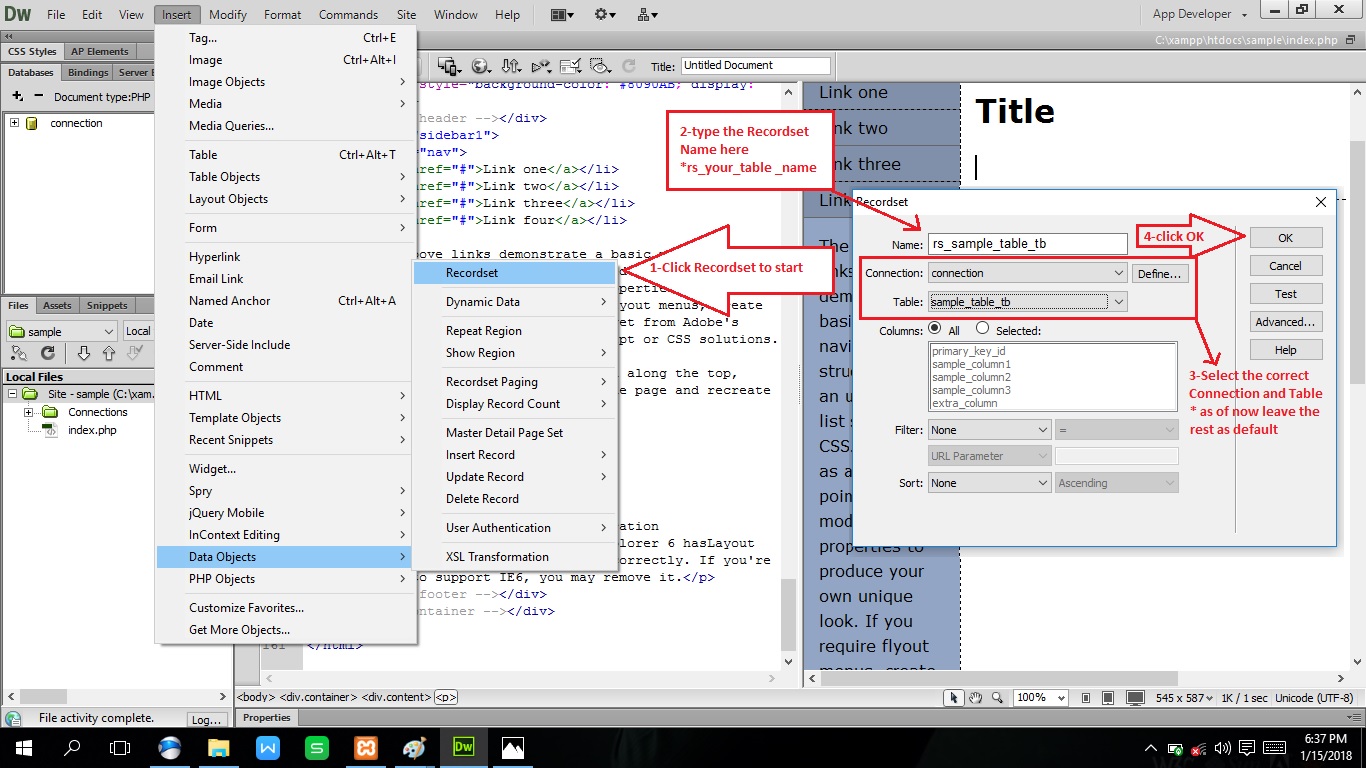 Dw File Edit View Insert Modify Format Commands Site Window Help App Developer
C:\xampp\htdocs\sample\index.php
CSS Styles AP Elements
Databases Bindings Server B
Title: Untitled Document
Document type:PHP
connection
Tag... Ctrl+E
Image Ctrl+Alt+I
Image Objects
Media
Media Queries...
Table Ctrl+Alt+T
Table Objects
Layout Objects
Form
Hyperlink
Email Link
Named Anchor Ctrl+Alt+A
Date
Server-Side Include
Comment
HTML
Template Objects
Recent Snippets
Widget...
Spry
jQuery Mobile
InContext Editing
Data Objects
PHP Objects
Customize Favorites...
Get More Objects...
Recordset
Dynamic Data
Repeat Region
Show Region
Recordset Paging
Display Record Count
Master Detail Page Set
Insert Record
Update Record
Delete Record
User Authentication
XSL Transformation
Files Assets Snippets
sample Local
Local Files
Site - sample (C:\xam.
Connections
index.php
File activity complete. Log...
style="background-color: #8090AB; display:
header --></div>
sidebar1">
="nav">
href="#">Link one</a></li>
href="#">Link two</a></li>
href="#">Link three</a></li>
href="#">Link four</a></li>
ove links demonstrate a basic
out menus, create
et from Adobe's
pt or CSS solutions.
along the top,
e page and recreate
ation
plorer 6 hasLayout
rrectly. If you're
o support IE6, you may remove it.</p>
footer --></div>
ntainer --></div>
161 </html>
<body> <div.container> <div.content> <p>
100% 545 x 587 1K / 1 sec Unicode (UTF-8)
Properties
Link one
nk two
nk three
Link
The
inks
dem
basi
navi
stru
an u
list s
CSS.
as a
poin
mod
properties to
produce your
own unique
look. If you
require flyout
menus, create
Title
2-type the Recordset
Name here
*rs_your_table _name
1-Click Recordset to start
Recordset
Name: rs_sample_table_tb
Connection: connection Define...
Table: sample_table_tb
Columns: All Selected:
primary_key_id
sample_column1
sample_column2
sample_column3
extra_column
Filter: None =
URL Parameter
Sort: None Ascending
OK
Cancel
Test
Advanced...
Help
4-click OK
3-Select the correct
Connection and Table
* as of now leave the
rest as default
W S Dw
6:37 PM
1/15/2018